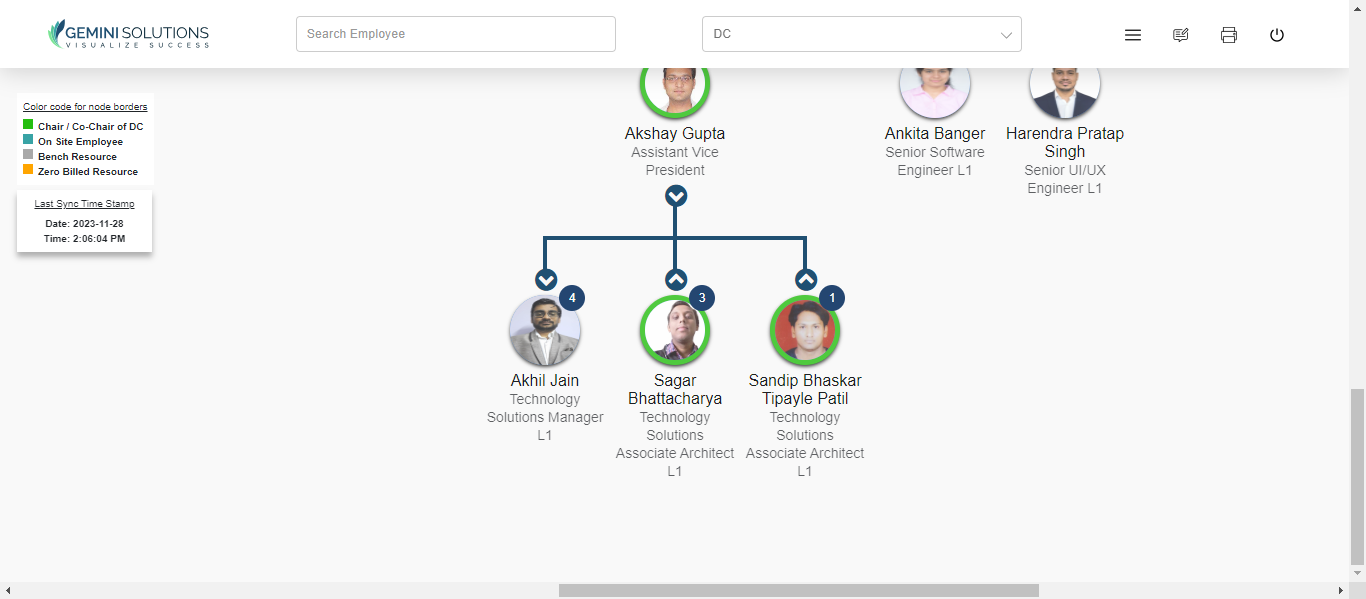 GEMINI SOLUTIONS
VISUALIZE SUCCESS
Search Employee
DC
Color code for node borders
Chair / Co-Chair of DC
On Site Employee
Bench Resource
Zero Billed Resource
Last Sync Time Stamp
Date: 2023-11-28
Time: 2:06:04 PM
Akshay Gupta
Assistant Vice
President
Ankita Banger
Senior Software
Engineer L1
Harendra Pratap
Singh
Senior UI/UX
Engineer L1
4
Akhil Jain
Technology
Solutions Manager
L1
3
Sagar
Bhattacharya
Technology
Solutions
Associate Architect
L1
1
Sandip Bhaskar
Tipayle Patil
Technology
Solutions
Associate Architect
L1